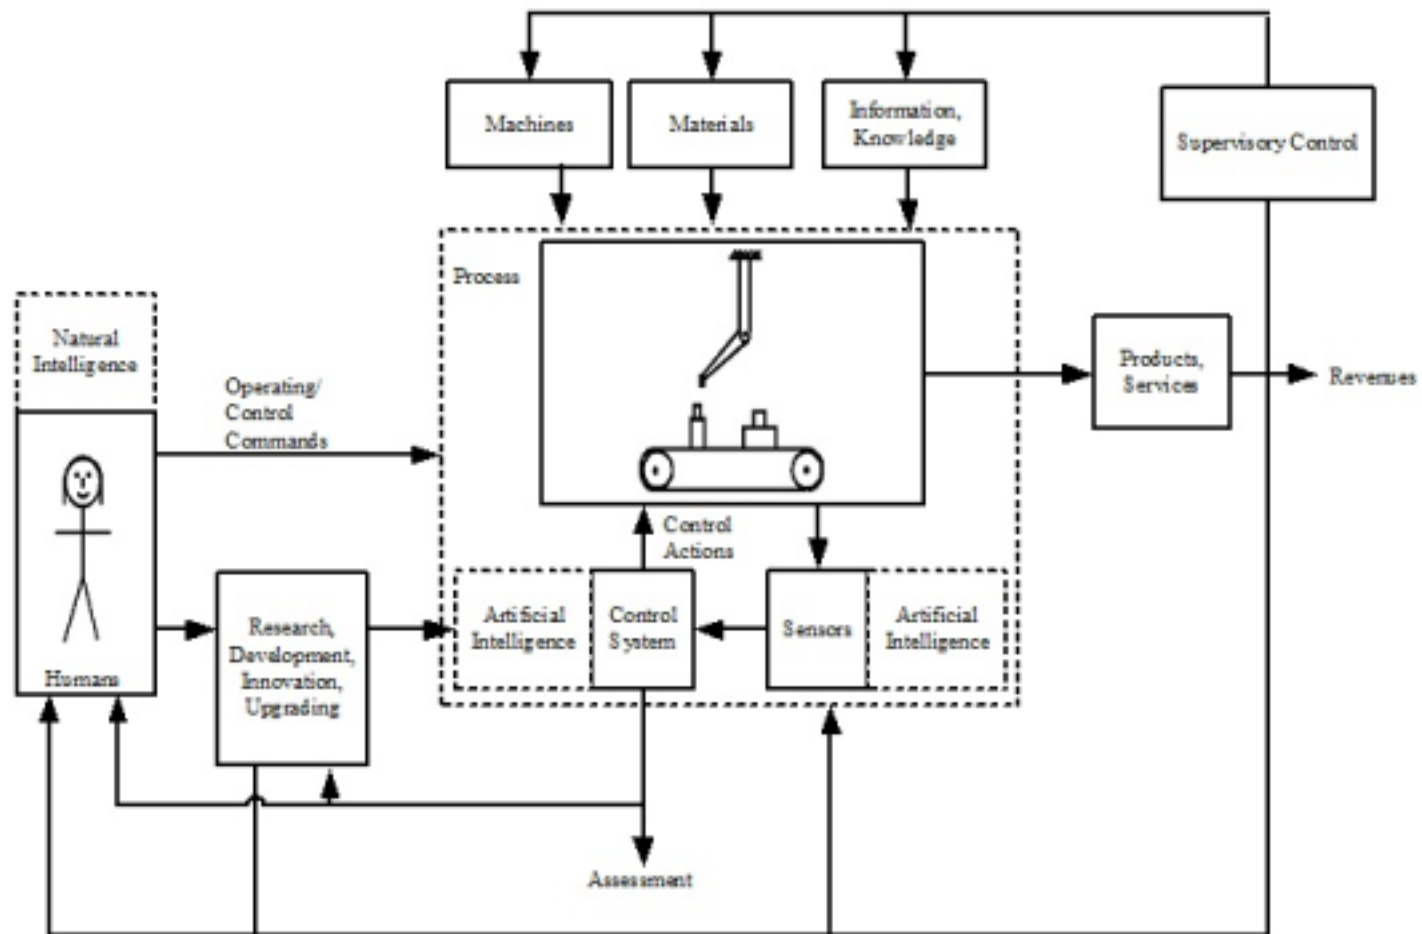 Machines
Materials
Information,
Knowledge
Supervisory Control
Process
Natural
Intelligence
Operating/
Control
Commands
Products,
Services
Revenues
Control
Actions
Humans
Research,
Development,
Innovation,
Upgrading
Artificial
Intelligence
Control
System
Sensors
Artificial
Intelligence
Assessment